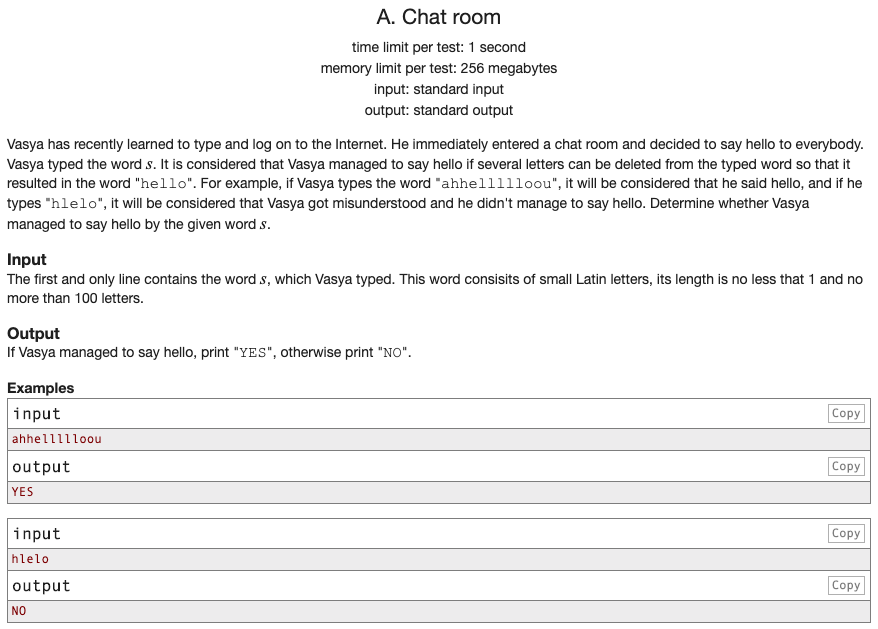 A. Chat room
time limit per test: 1 second
memory limit per test: 256 megabytes
input: standard input
output: standard output
Vasya has recently learned to type and log on to the Internet. He immediately entered a chat room and decided to say hello to everybody.
Vasya typed the word s. It is considered that Vasya managed to say hello if several letters can be deleted from the typed word so that it
resulted in the word "hello". For example, if Vasya types the word "ahhellllloou", it will be considered that he said hello, and if he
types "hlelo", it will be considered that Vasya got misunderstood and he didn't manage to say hello. Determine whether Vasya
managed to say hello by the given word s.
Input
The first and only line contains the word s, which Vasya typed. This word consisits of small Latin letters, its length is no less that 1 and no
more than 100 letters.
Output
If Vasya managed to say hello, print "YES", otherwise print "NO".
Examples
input Copy
ahhellllloou
output Copy
YES
input Copy
hlelo
output Copy
NO